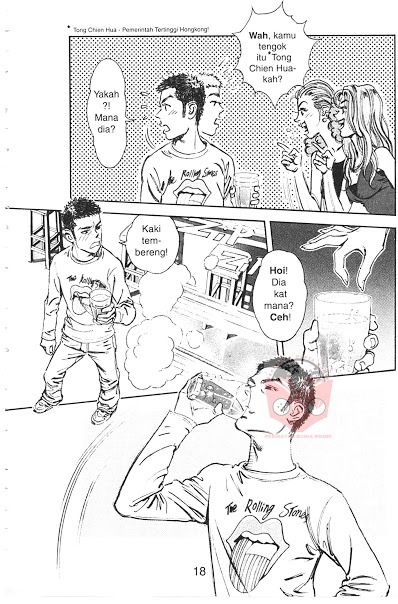 * Tong Chien Hua - Pemerintah Tertinggi Hongkong!
Wah, kamu
tengok
itu *Tong
Chien Hua-
kah?
Yakah
?!
Mana
dia?
The Rolling Stones
Kaki
tem-
bereng!
The Rolling Stones
Hoi!
Dia
kat
mana?
Ceh!
The Rolling Stones
18